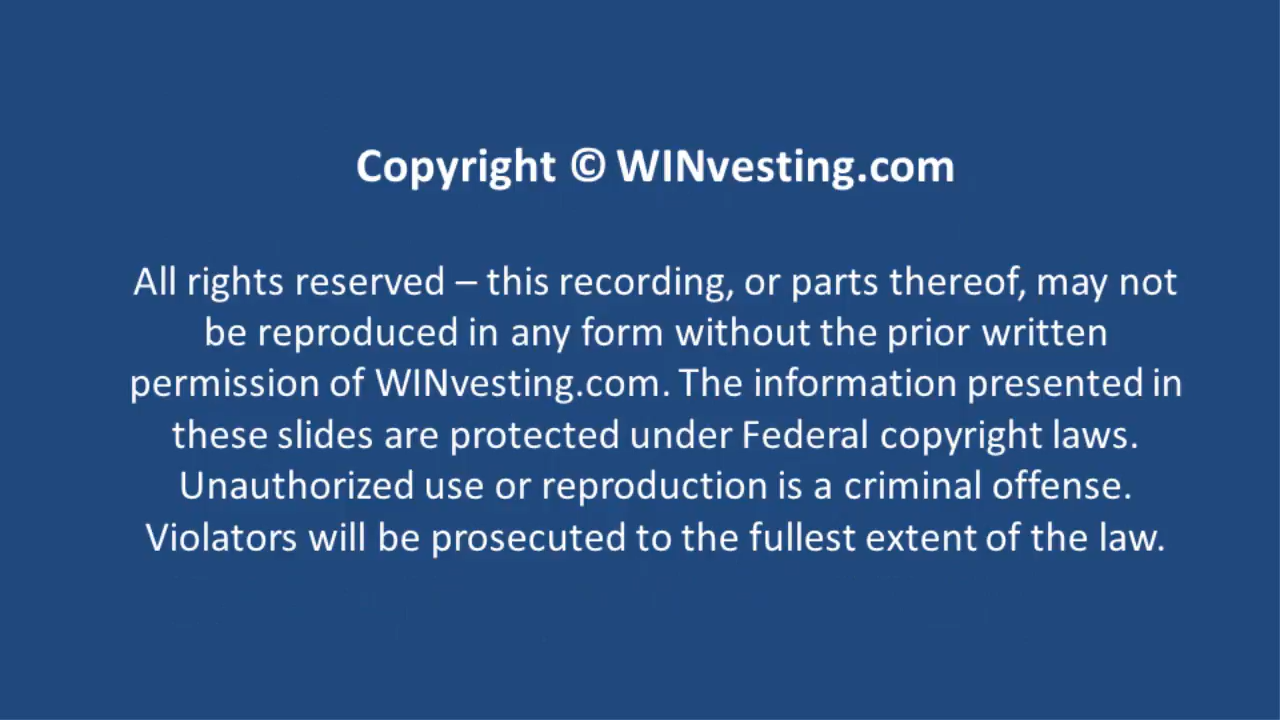 Copyright © WINvesting.com
All rights reserved – this recording, or parts thereof, may not
be reproduced in any form without the prior written
permission of WINvesting.com. The information presented in
these slides are protected under Federal copyright laws.
Unauthorized use or reproduction is a criminal offense.
Violators will be prosecuted to the fullest extent of the law.